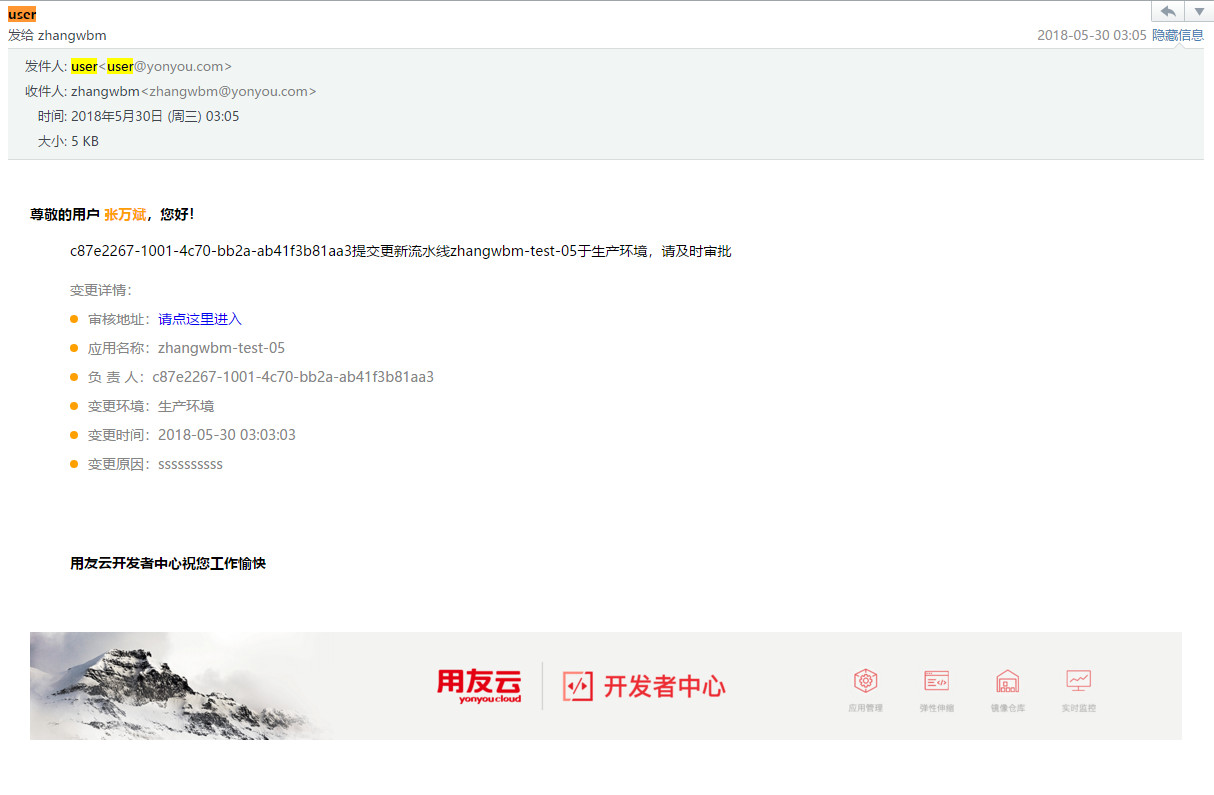 user
发给 zhangwbm
2018-05-30 03:05 隐藏信息
发件人: user<user@yonyou.com>
收件人: zhangwbm<zhangwbm@yonyou.com>
时间: 2018年5月30日 (周三) 03:05
大小: 5 KB
尊敬的用户 张万斌，您好！
c87e2267-1001-4c70-bb2a-ab41f3b81aa3提交更新流水线zhangwbm-test-05于生产环境，请及时审批
变更详情：
审核地址：请点这里进入
应用名称：zhangwbm-test-05
负 责 人：c87e2267-1001-4c70-bb2a-ab41f3b81aa3
变更环境：生产环境
变更时间：2018-05-30 03:03:03
变更原因：ssssssssss
用友云开发者中心祝您工作愉快
用友云
yonyoucloud
开发者中心
应用管理 弹性伸缩 镜像仓库 实时监控